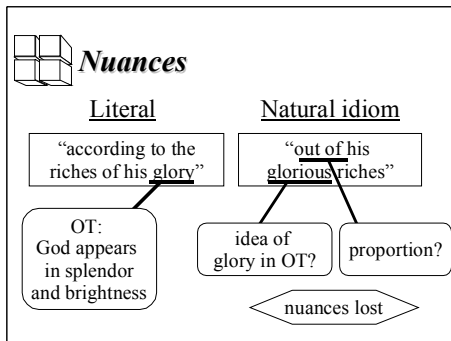 Nuances
Literal
“according to the
riches of his glory”
OT:
God appears
in splendor
and brightness
Natural idiom
“out of his
glorious riches”
idea of
glory in OT?
proportion?
nuances lost